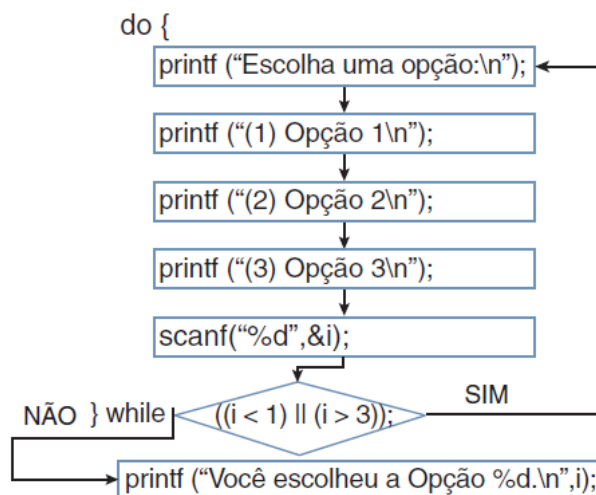 do {
printf (“Escolha uma opção:\n”);
printf (“(1) Opção 1\n”);
printf (“(2) Opção 2\n”);
printf (“(3) Opção 3\n”);
scanf(“%d”,&i);
NÃO } while ((i < 1) || (i > 3)); SIM
printf (“Você escolheu a Opção %d.\n”,i);